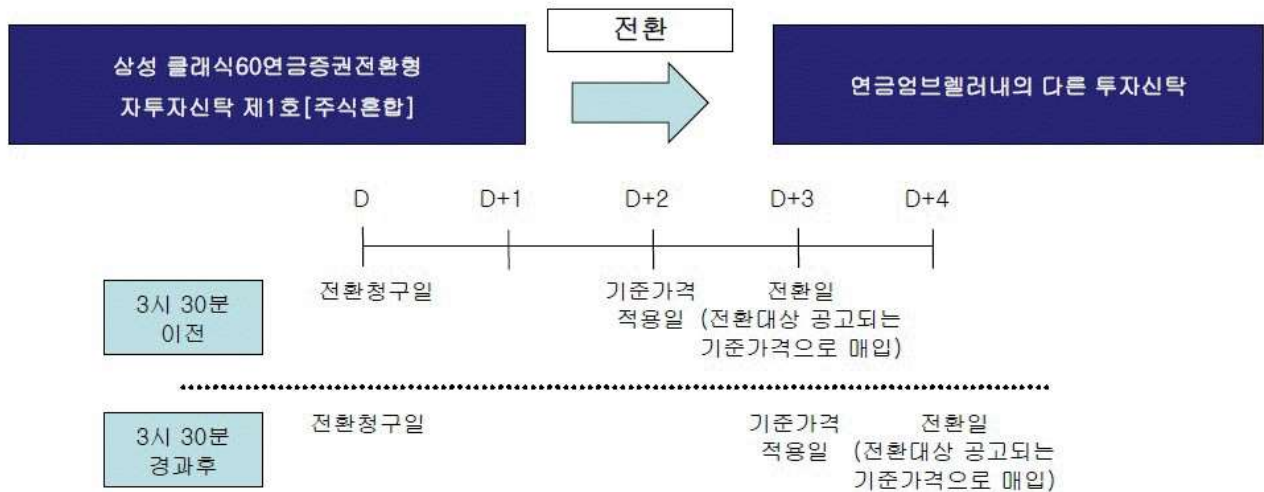 전환
삼성 클래식60연금증권전환형
자투자신탁 제1호[주식혼합]
연금엄브렐러내의 다른 투자신탁
D D+1 D+2 D+3 D+4
3시 30분
이전
전환청구일 기준가격 전환일
적용일 (전환대상 공고되는
기준가격으로 매입)
3시 30분
경과후
전환청구일 기준가격 전환일
적용일 (전환대상 공고되는
기준가격으로 매입)